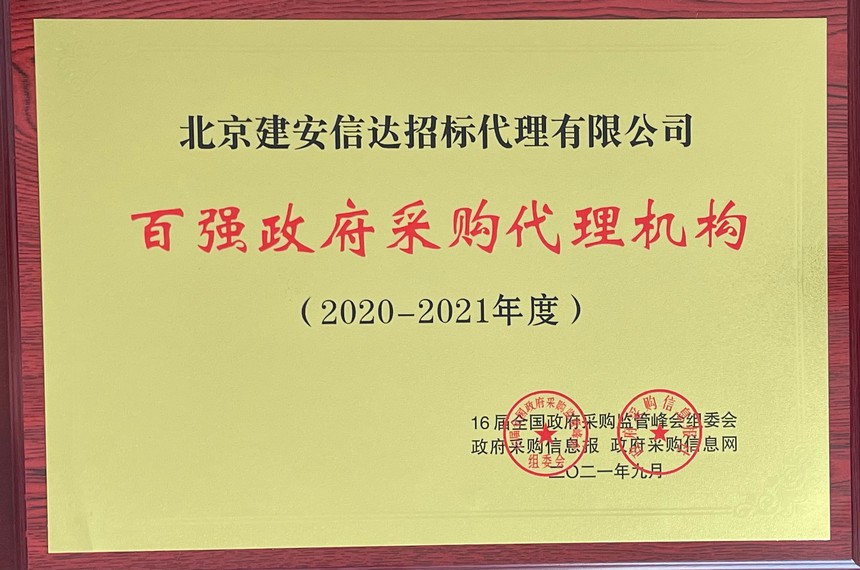 北京建安信达招标代理有限公司
百强政府采购代理机构
（2020-2021年度）
16届全国政府采购监管峰会组委会
政府采购信息报 政府采购信息网
二〇二一年九月
组委会